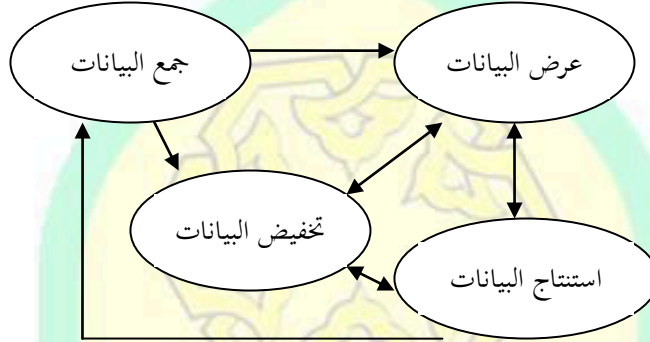 جمع البيانات
عرض البيانات
تخفيض البيانات
استنتاج البيانات